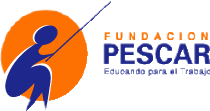 FUNDACION
PESCAR
Educando para el Trabajo